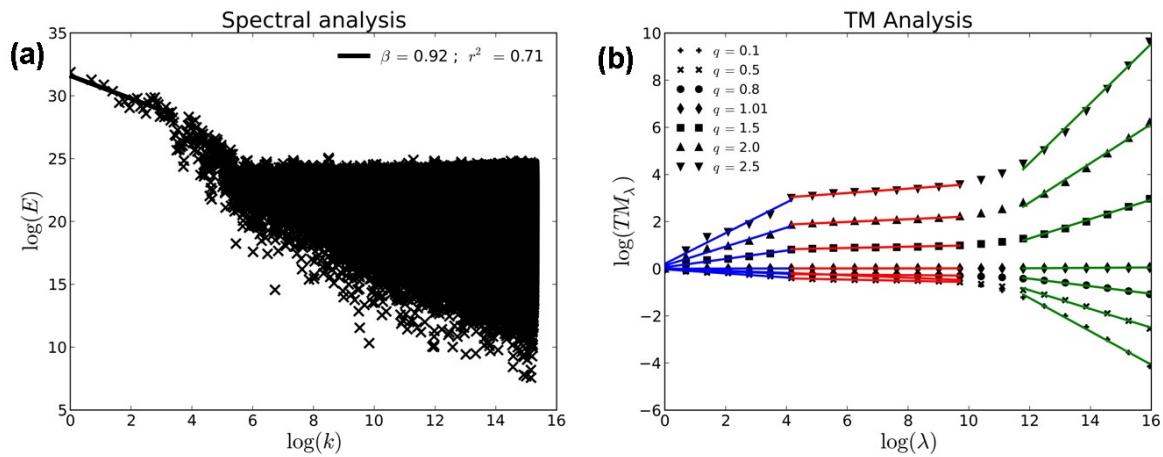 (a)
Spectral analysis
β = 0.92 ; r² = 0.71
35
30
25
20
15
10
5
log(E)
0 2 4 6 8 10 12 14 16
log(k)
(b)
TM Analysis
q = 0.1
q = 0.5
q = 0.8
q = 1.01
q = 1.5
q = 2.0
q = 2.5
10
8
6
4
2
0
−2
−4
−6
log(TM_λ)
0 2 4 6 8 10 12 14 16
log(λ)